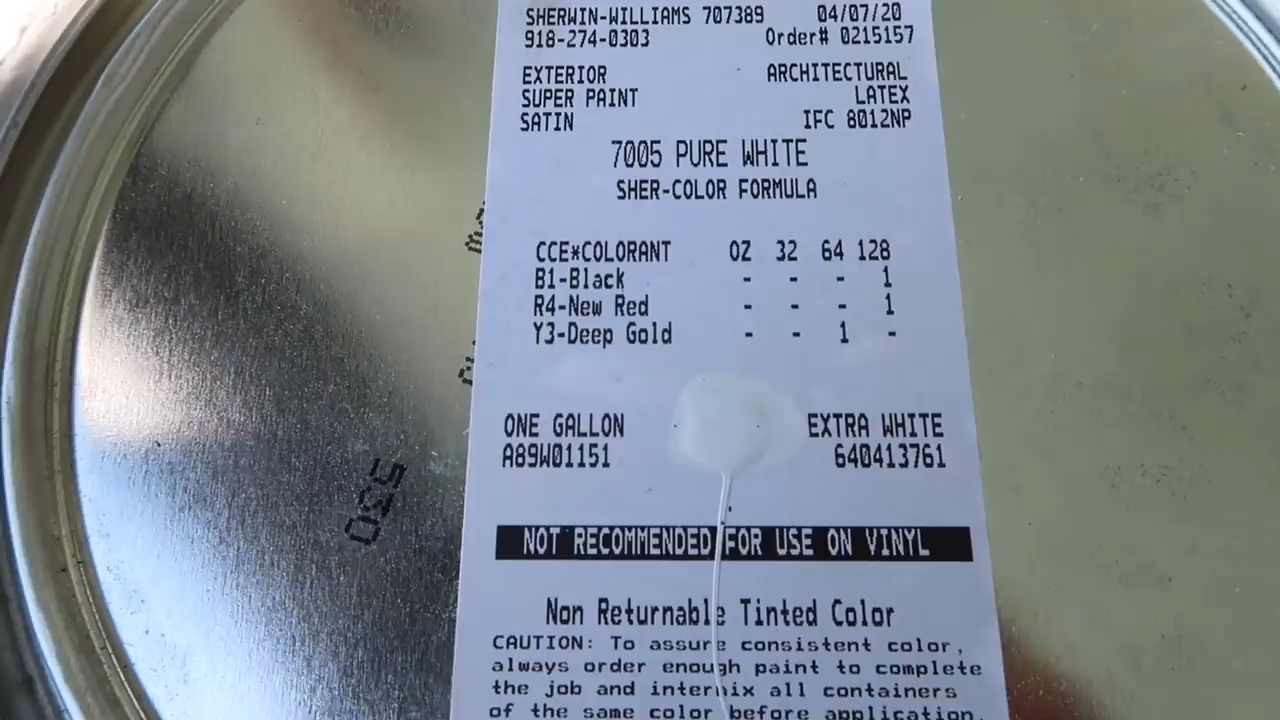 SHERWIN-WILLIAMS 707389 04/07/20
918-274-0303 Order# 0215157
EXTERIOR ARCHITECTURAL
SUPER PAINT LATEX
SATIN IFC 8012NP
7005 PURE WHITE
SHER-COLOR FORMULA
CCE*COLORANT OZ 32 64 128
B1-Black - - - 1
R4-New Red - - - 1
Y3-Deep Gold - - 1 -
ONE GALLON EXTRA WHITE
A89W01151 640413761
NOT RECOMMENDED FOR USE ON VINYL
Non Returnable Tinted Color
CAUTION: To assure consistent color,
always order enough paint to complete
the job and intermix all containers
of the same color before application.
530